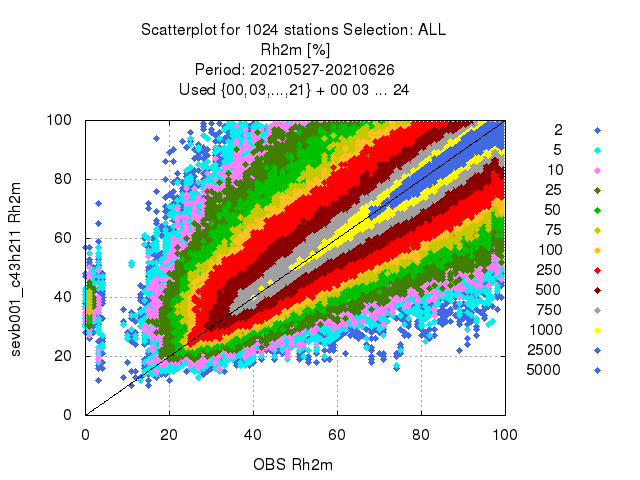 Scatterplot for 1024 stations Selection: ALL
Rh2m [%]
Period: 20210527-20210626
Used {00,03,...,21} + 00 03 ... 24
100
80
60
40
20
0
0 20 40 60 80 100
sevb001_c43h211 Rh2m
OBS Rh2m
2
5
10
25
50
75
100
250
500
750
1000
2500
5000